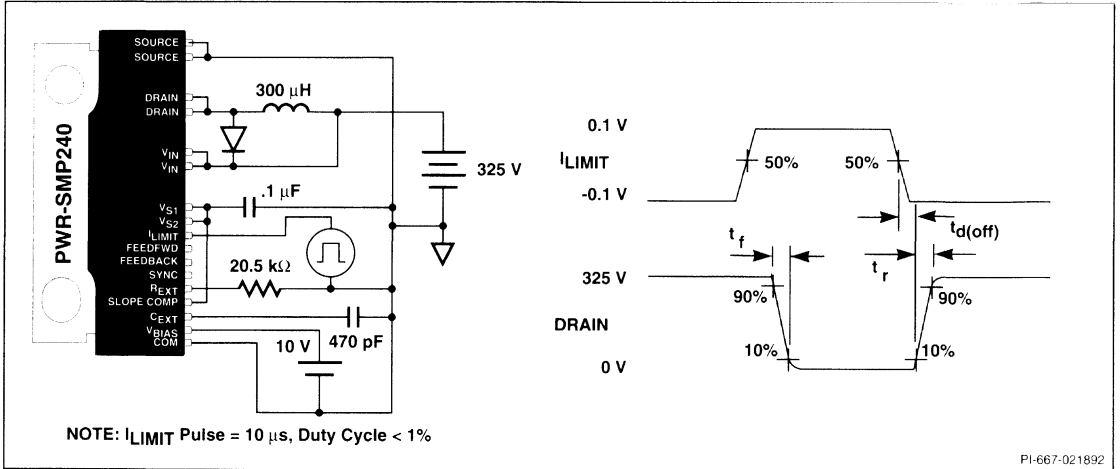 PWR-SMP240
SOURCE
SOURCE
DRAIN
DRAIN
VIN
VIN
VS1
VS2
ILIMIT
FEEDFWD
FEEDBACK
SYNC
REXT
SLOPE COMP
CEXT
VBIAS
COM
300 µH
325 V
.1 µF
20.5 kΩ
470 pF
10 V
NOTE: ILIMIT Pulse = 10 µs, Duty Cycle < 1%
0.1 V
ILIMIT
50%
50%
-0.1 V
td(off)
tf
tr
325 V
90%
90%
DRAIN
10%
10%
0 V
PI-667-021892